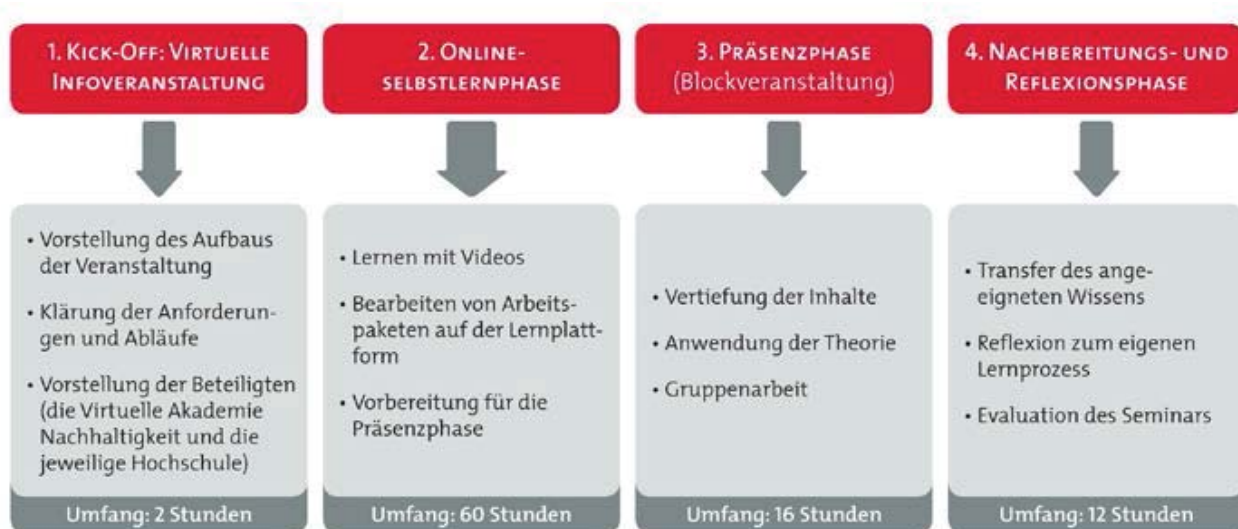 1. KICK-OFF: VIRTUELLE
INFOVERANSTALTUNG
• Vorstellung des Aufbaus
der Veranstaltung
• Klärung der Anforderun-
gen und Abläufe
• Vorstellung der Beteiligten
(die Virtuelle Akademie
Nachhaltigkeit und die
jeweilige Hochschule)
Umfang: 2 Stunden
2. ONLINE-
SELBSTLERNPHASE
• Lernen mit Videos
• Bearbeiten von Arbeits-
paketen auf der Lernplatt-
form
• Vorbereitung für die
Präsenzphase
Umfang: 60 Stunden
3. PRÄSENZPHASE
(Blockveranstaltung)
• Vertiefung der Inhalte
• Anwendung der Theorie
• Gruppenarbeit
Umfang: 16 Stunden
4. NACHBEREITUNGS- UND
REFLEXIONSPHASE
• Transfer des ange-
eigneten Wissens
• Reflexion zum eigenen
Lernprozess
• Evaluation des Seminars
Umfang: 12 Stunden